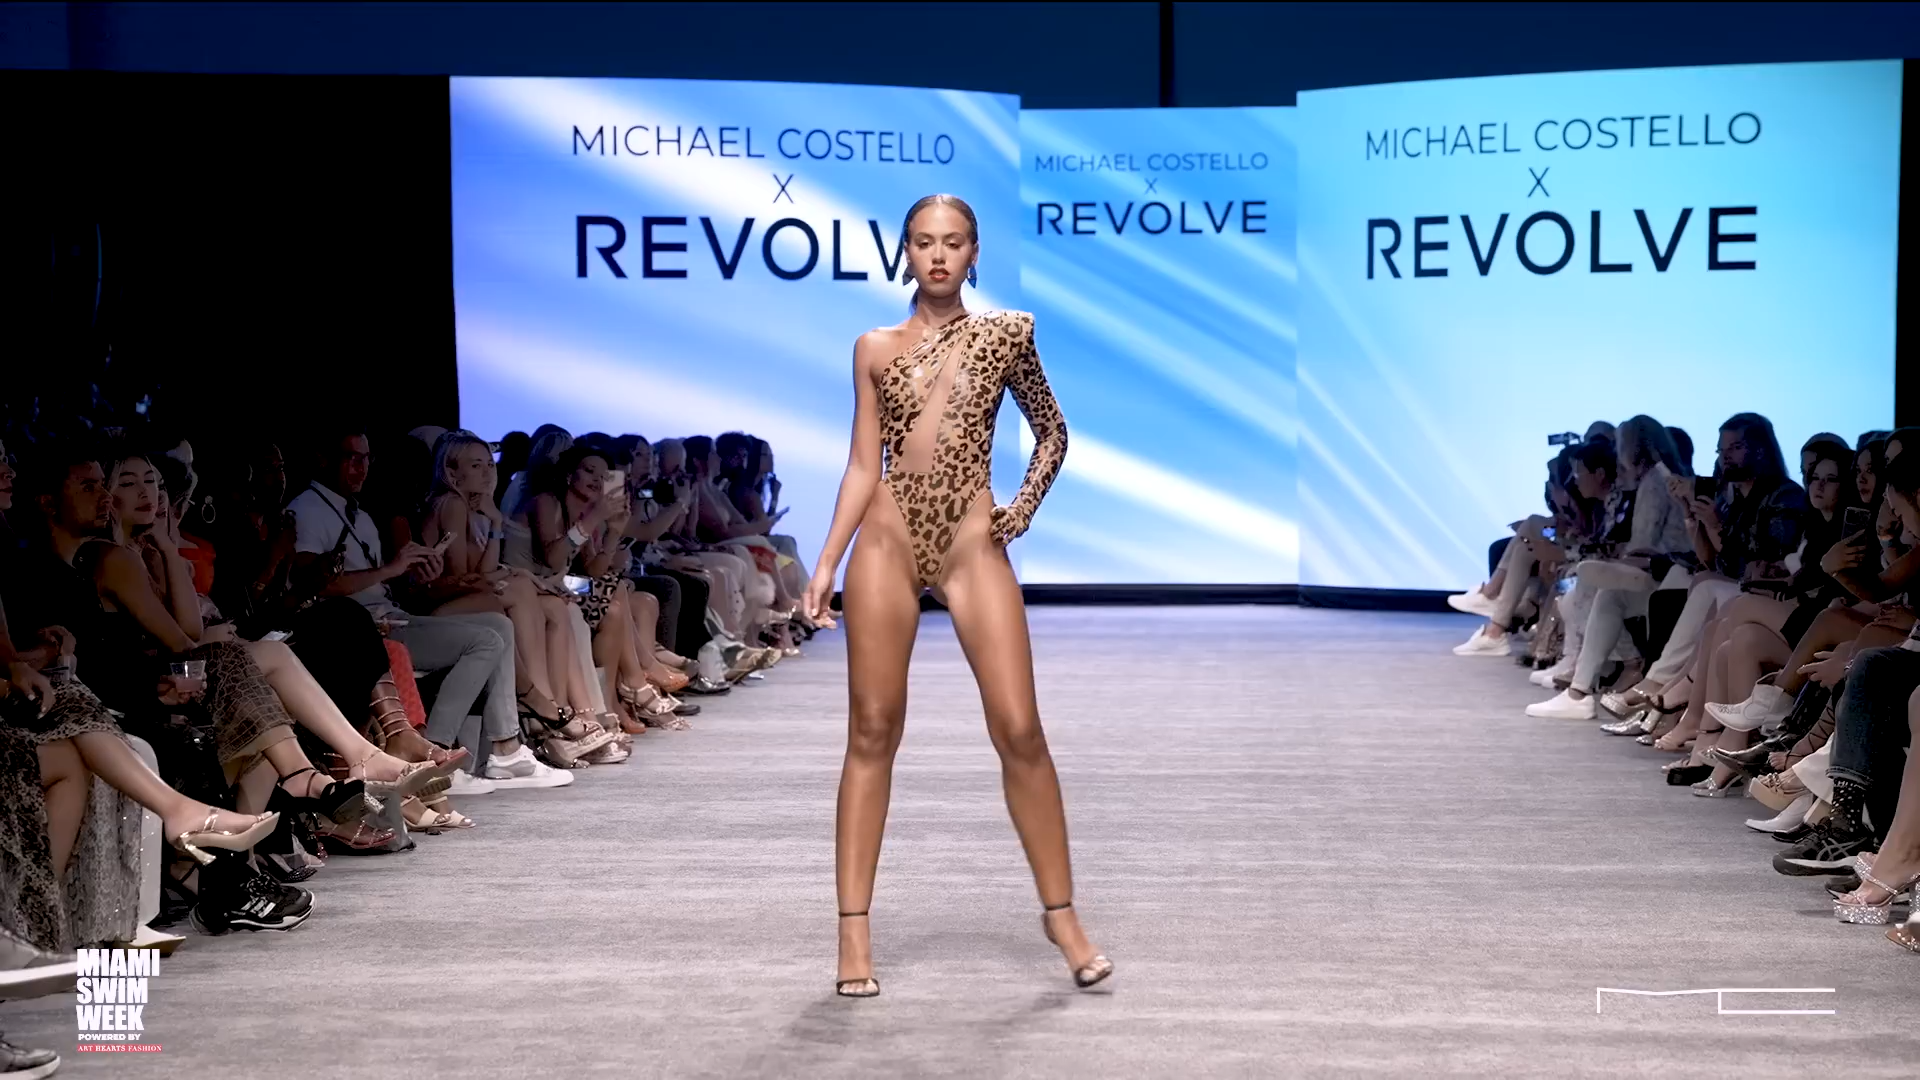 MICHAEL COSTELLO
X
REVOLV
MICHAEL COSTELLO
X
REVOLVE
MICHAEL COSTELLO
X
REVOLVE
MIAMI
SWIM
WEEK
POWERED BY
ART HEARTS FASHION